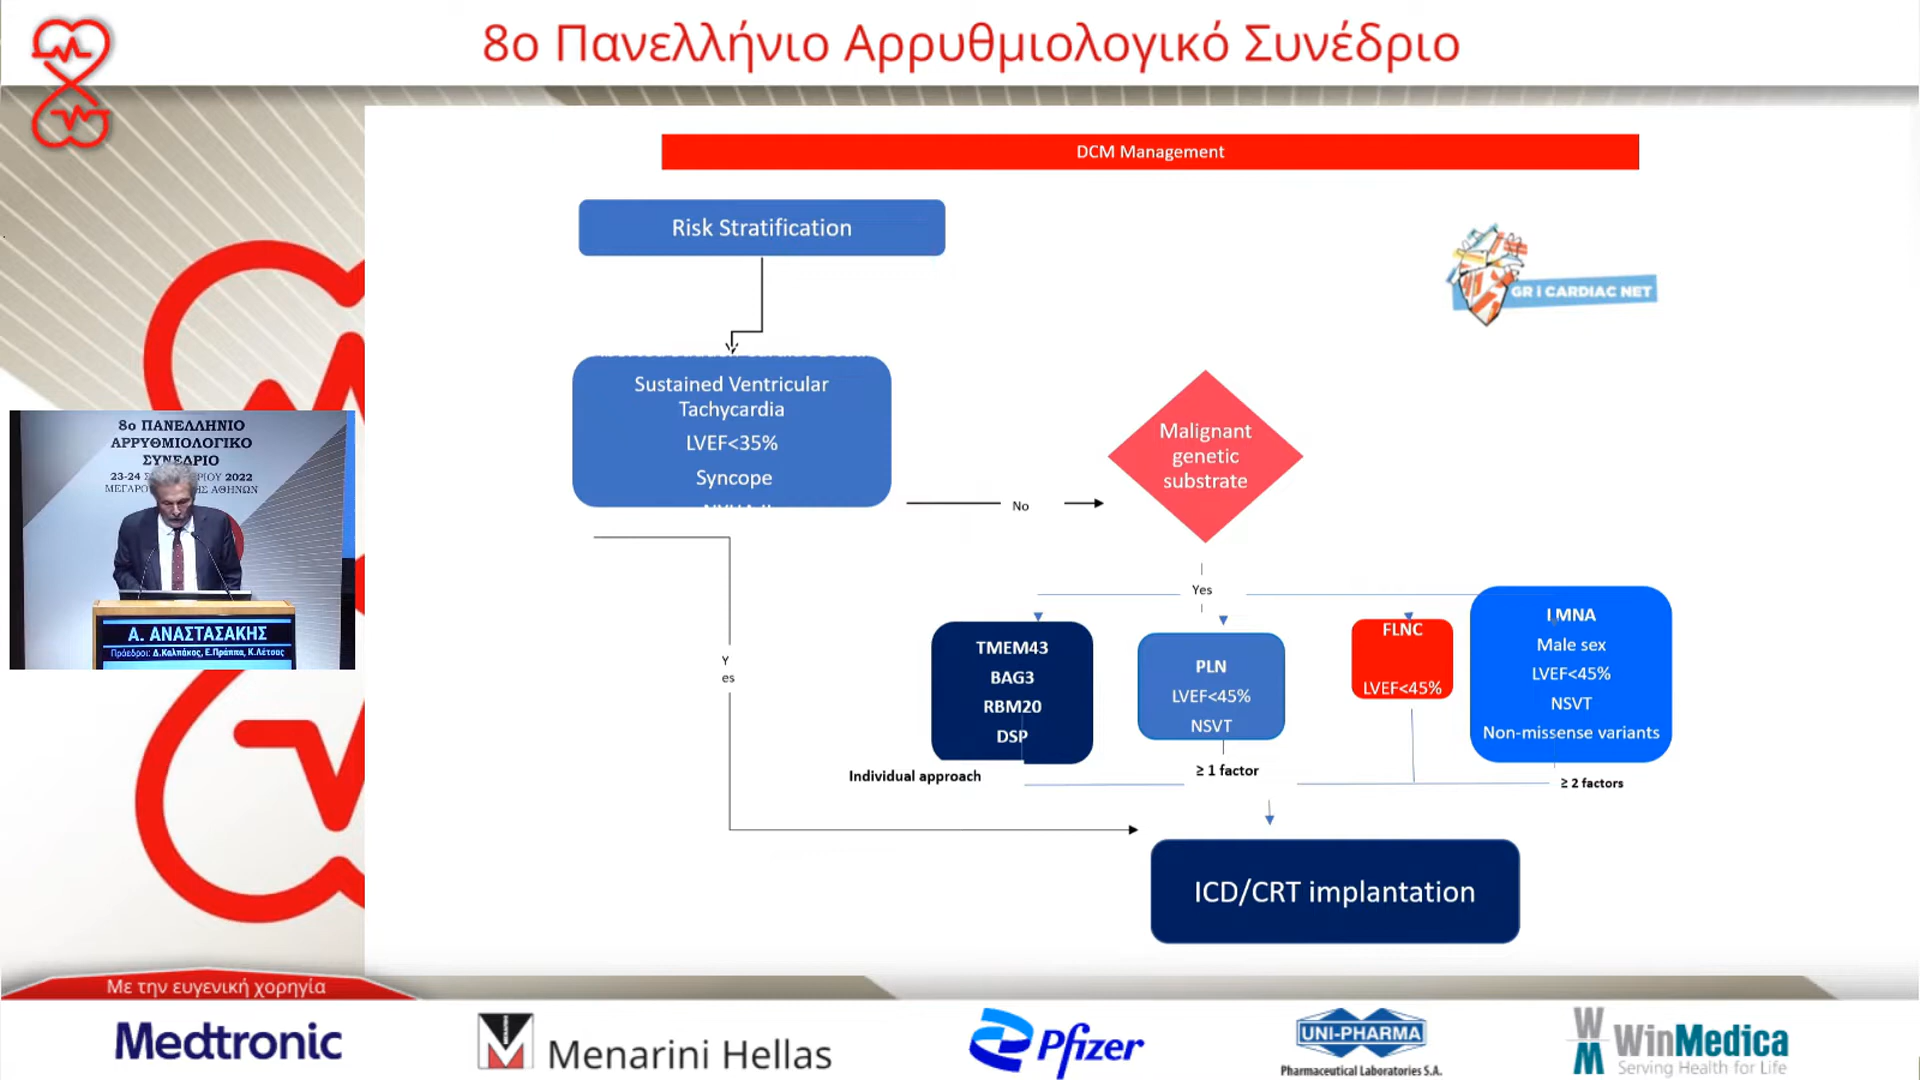 8ο Πανελλήνιο Αρρυθμιολογικό Συνέδριο
DCM Management
Risk Stratification
GR i CARDIAC NET
Sustained Ventricular
Tachycardia
LVEF<35%
Syncope
No
Malignant
genetic
substrate
Yes
Y
es
TMEM43
BAG3
RBM20
DSP
Individual approach
PLN
LVEF<45%
NSVT
≥ 1 factor
FLNC
LVEF<45%
LMNA
Male sex
LVEF<45%
NSVT
Non-missense variants
≥ 2 factors
ICD/CRT implantation
8ο ΠΑΝΕΛΛΗΝΙΟ
ΑΡΡΥΘΜΙΟΛΟΓΙΚΟ
ΣΥΝΕΔΡΙΟ
23-24 2022
ΑΘΗΝΩΝ
Α. ΑΝΑΣΤΑΣΑΚΗΣ
Πρόεδροι: Δ.Καλπάκος, Ε.Πράππα, Κ.Λέτσας
Με την ευγενική χορηγία
Medtronic
Menarini Hellas
Pfizer
UNI-PHARMA
Pharmaceutical Laboratories S.A.
WM
WinMedica
Serving Health for Life